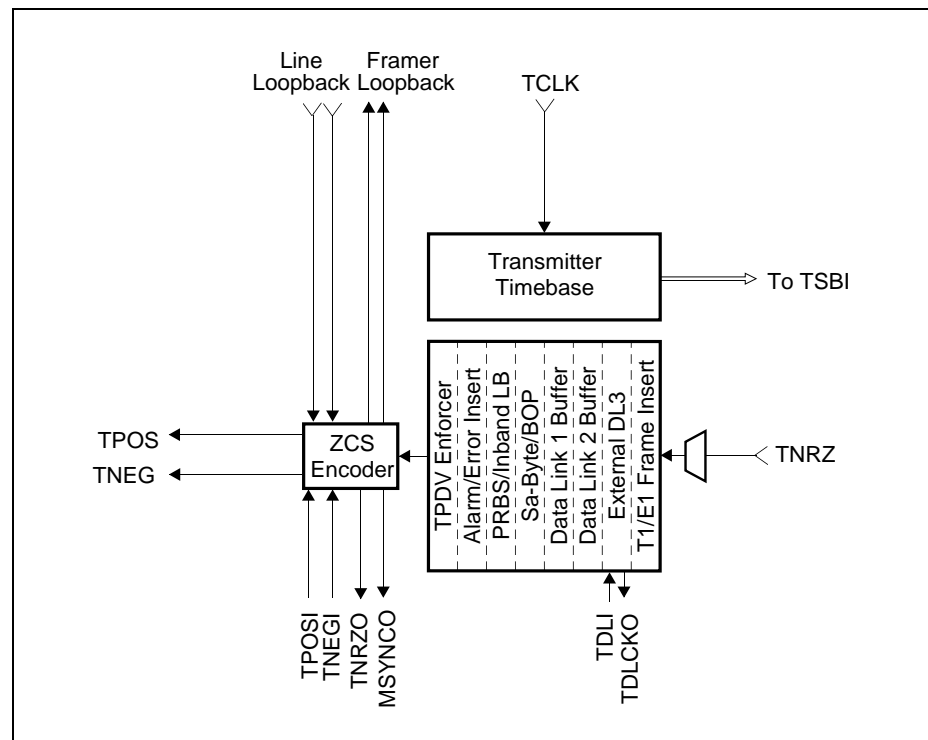 Line
Loopback
Framer
Loopback
TCLK
Transmitter
Timebase
To TSBI
TPOS
TNEG
ZCS
Encoder
TPDV Enforcer
Alarm/Error Insert
PRBS/Inband LB
Sa-Byte/BOP
Data Link 1 Buffer
Data Link 2 Buffer
External DL3
T1/E1 Frame Insert
TNRZ
TPOSI
TNEGI
TNRZO
MSYNCO
TDLI
TDLCKO